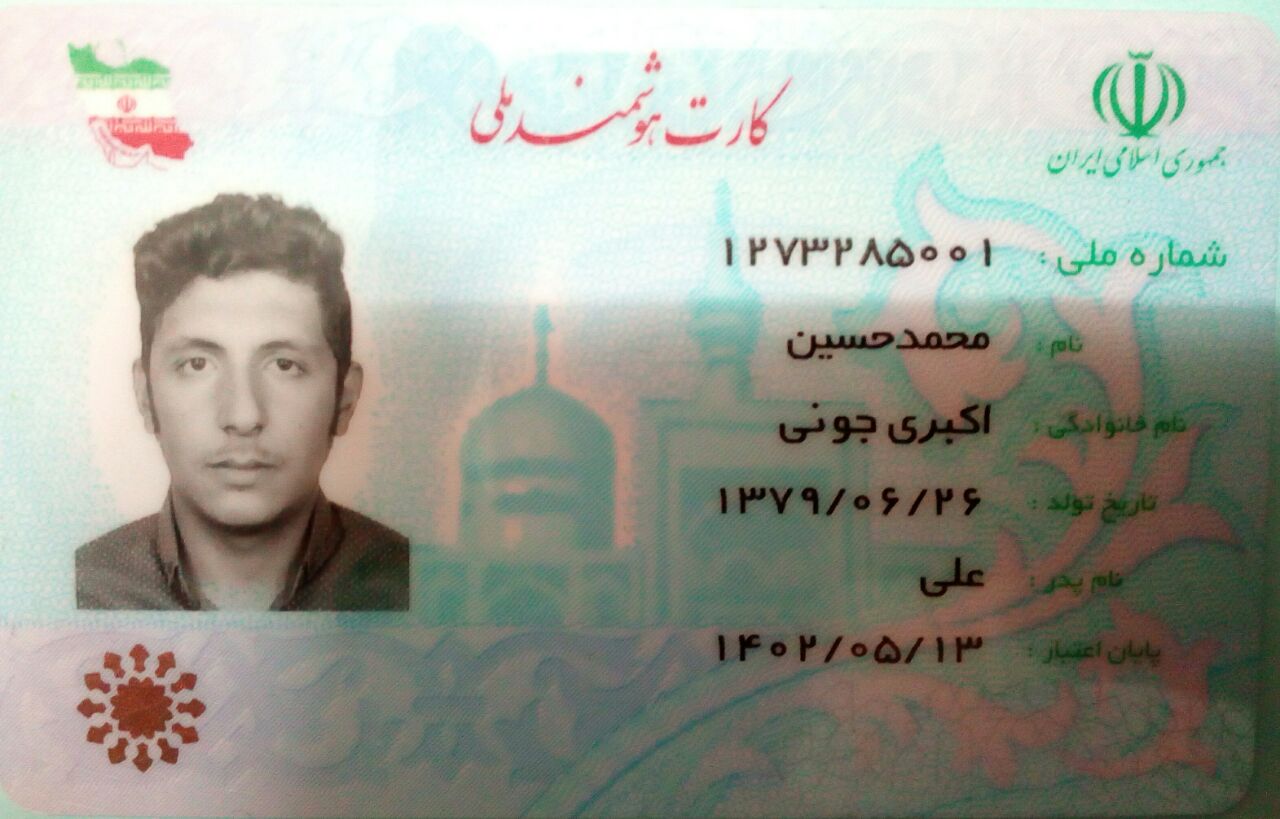 کارت هوشمند ملی
جمهوری اسلامی ایران
شماره ملی : ۱۲۷۳۲۸۵۰۰۱
نام : محمدحسین
نام خانوادگی : اکبری جونی
تاریخ تولد : ۱۳۷۹/۰۶/۲۶
نام پدر : علی
پایان اعتبار : ۱۴۰۲/۰۵/۱۳